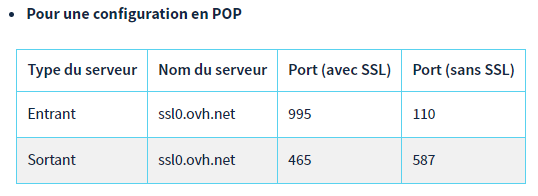 • Pour une configuration en POP
Type du serveur Nom du serveur Port (avec SSL) Port (sans SSL)
Entrant ssl0.ovh.net 995 110
Sortant ssl0.ovh.net 465 587